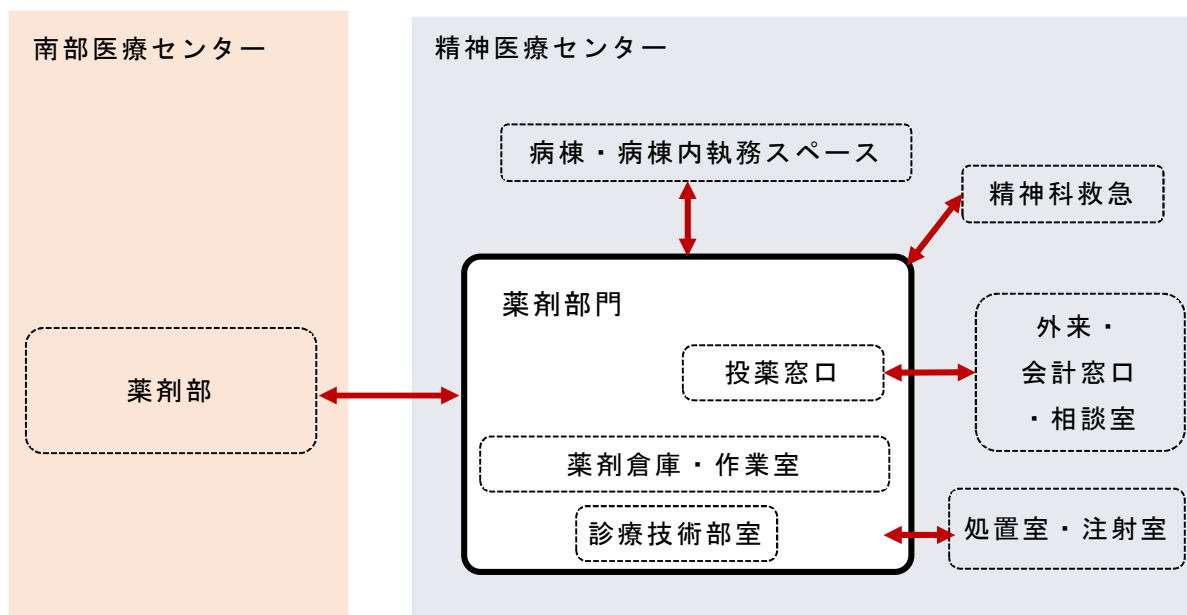 南部医療センター
精神医療センター
病棟・病棟内執務スペース
精神科救急
薬剤部門
外来・
会計窓口
・相談室
投薬窓口
薬剤部
薬剤倉庫・作業室
診療技術部室
処置室・注射室